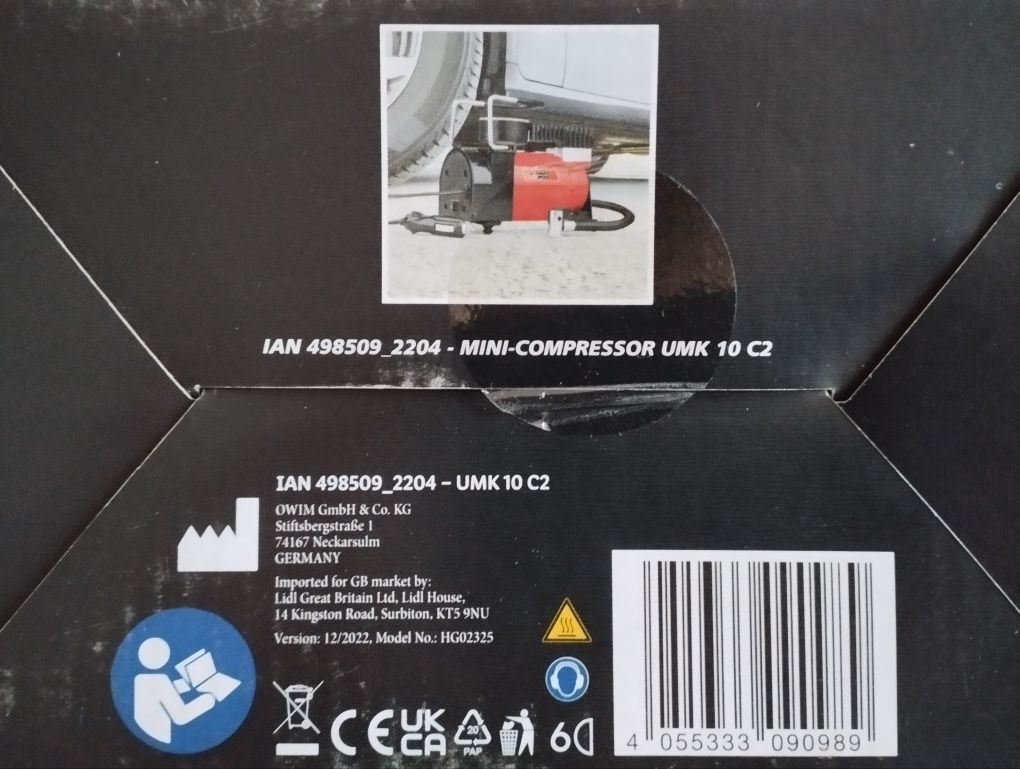 IAN 498509_2204 - MINI-COMPRESSOR UMK 10 C2
IAN 498509_2204 – UMK 10 C2
OWIM GmbH & Co. KG
Stiftsbergstraße 1
74167 Neckarsulm
GERMANY
Imported for GB market by:
Lidl Great Britain Ltd, Lidl House,
14 Kingston Road, Surbiton, KT5 9NU
Version: 12/2022, Model No.: HG02325
CE
UK
CA
20
PAP
6
4 055333 090989